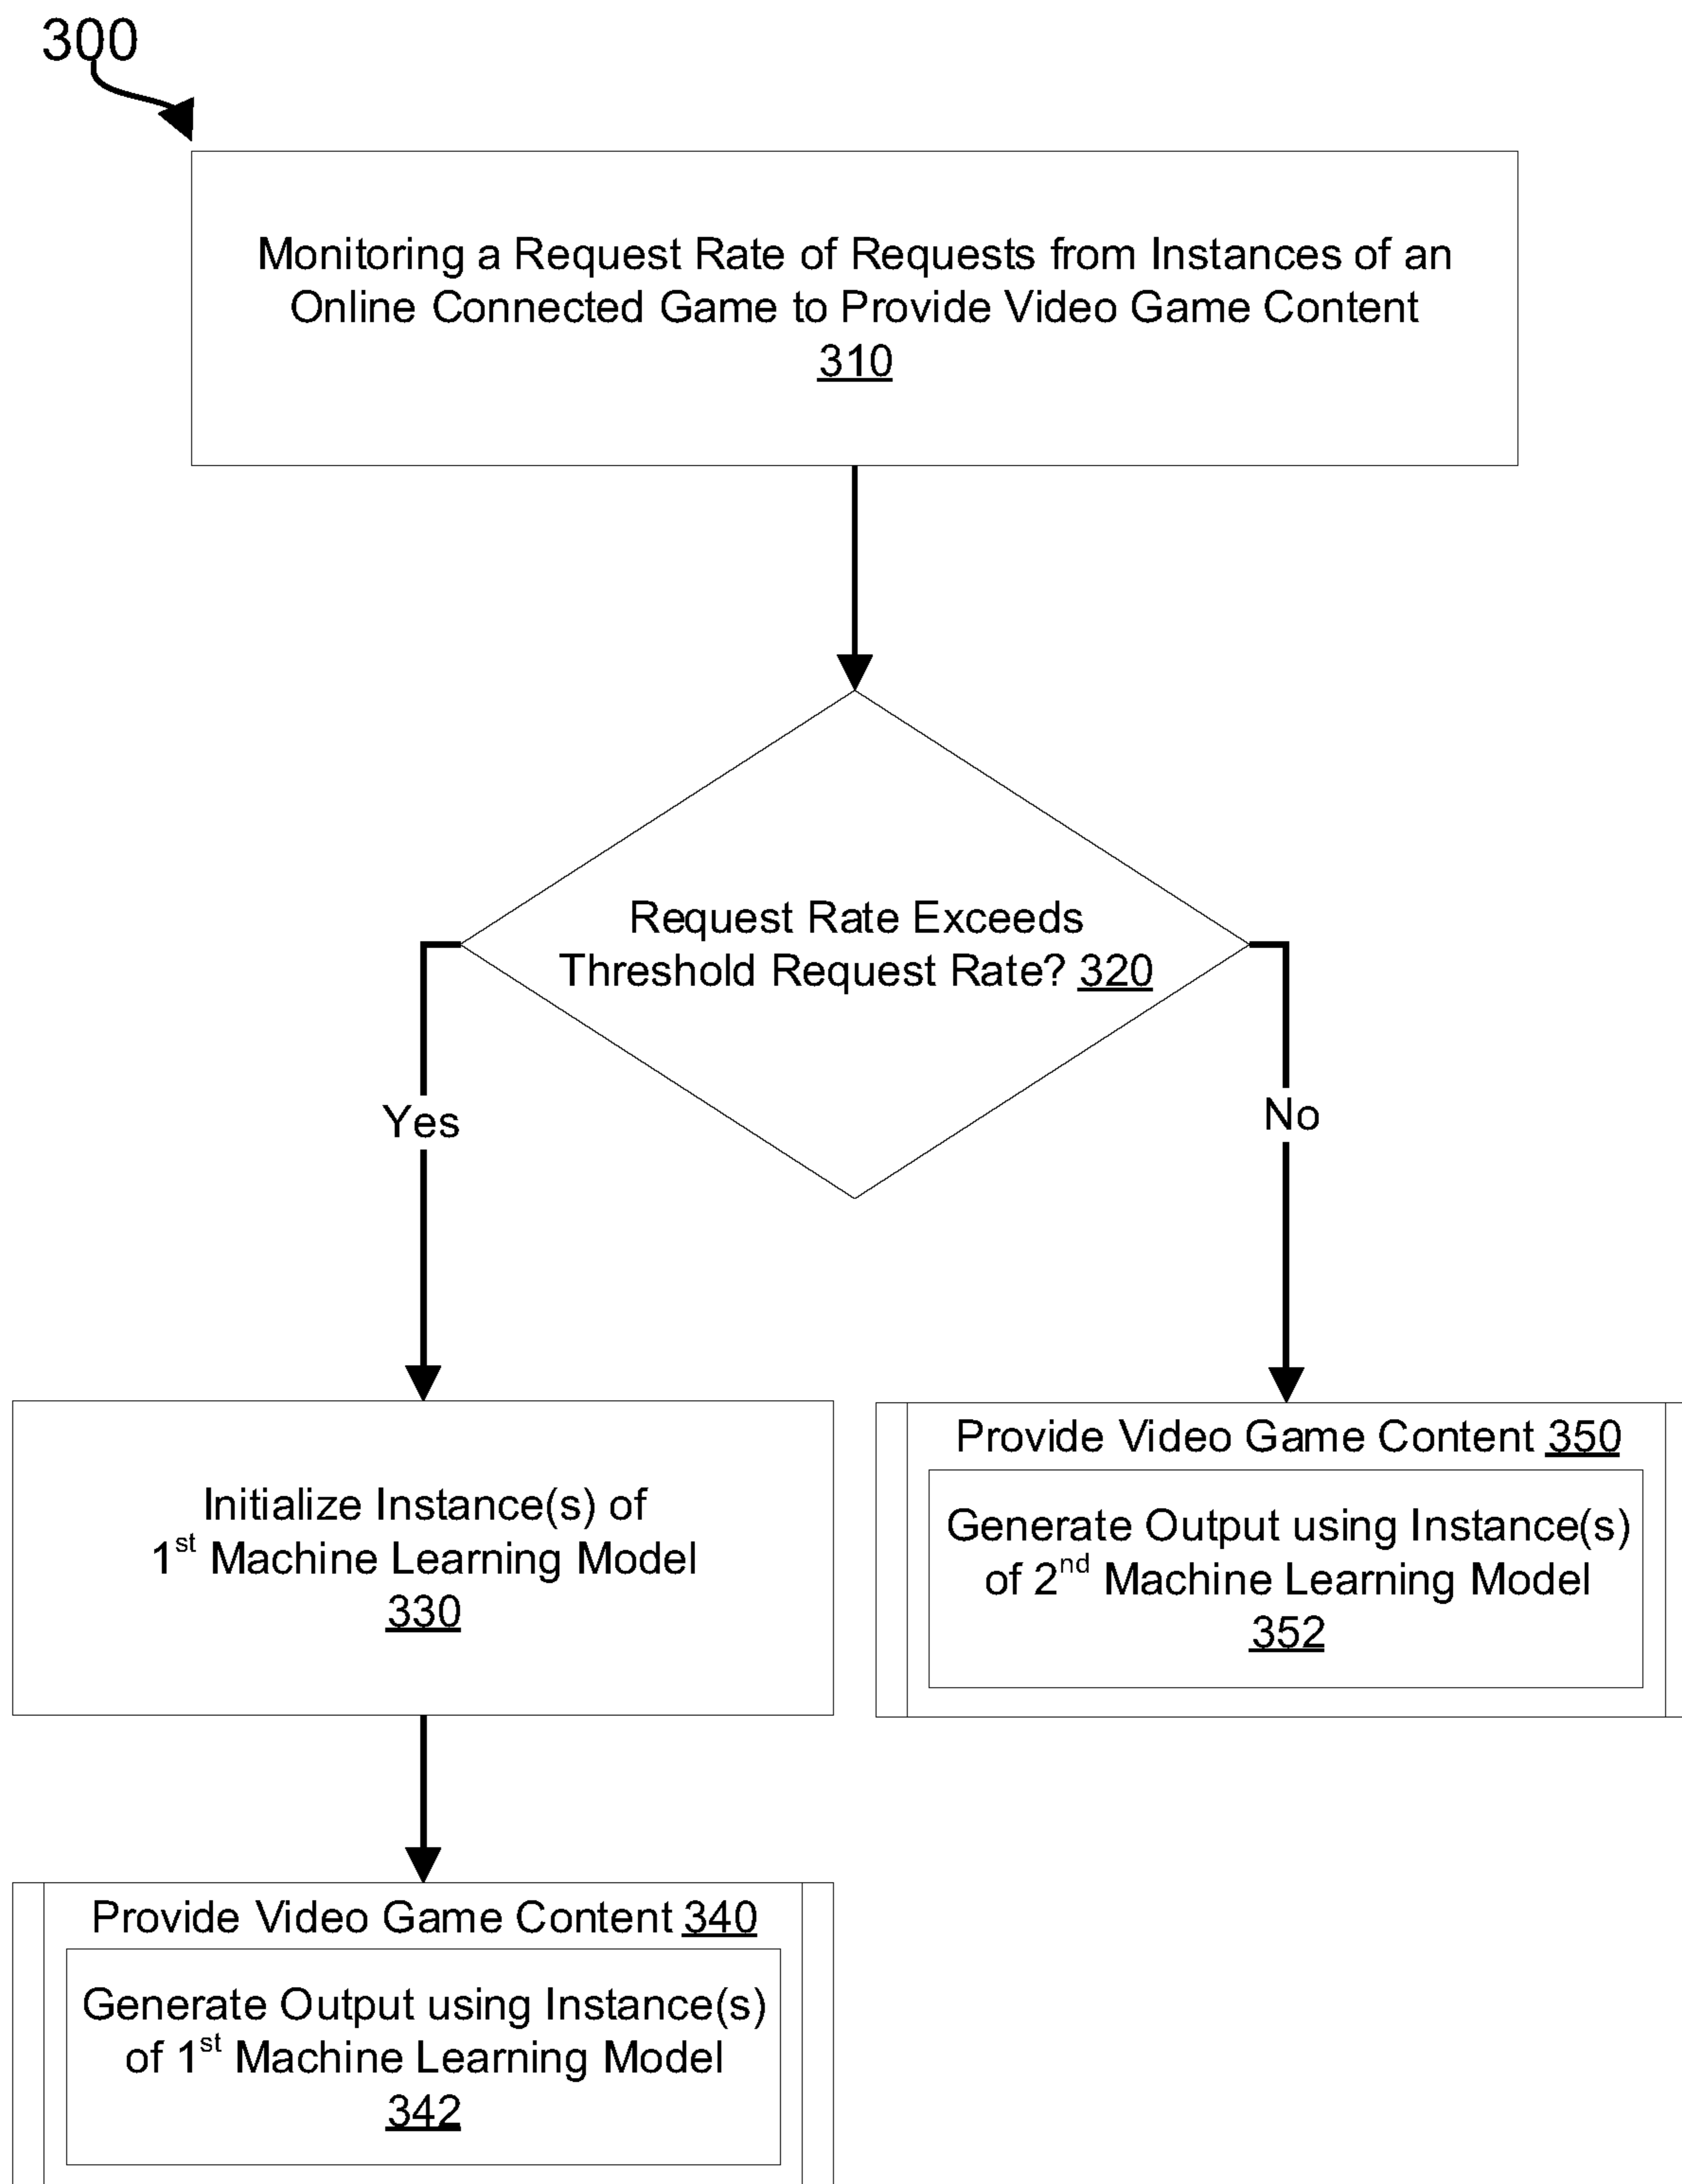 300
Monitoring a Request Rate of Requests from Instances of an
Online Connected Game to Provide Video Game Content
310
Request Rate Exceeds
Threshold Request Rate? 320
Yes
No
Initialize Instance(s) of
1st Machine Learning Model
330
Provide Video Game Content 350
Generate Output using Instance(s)
of 2nd Machine Learning Model
352
Provide Video Game Content 340
Generate Output using Instance(s)
of 1st Machine Learning Model
342